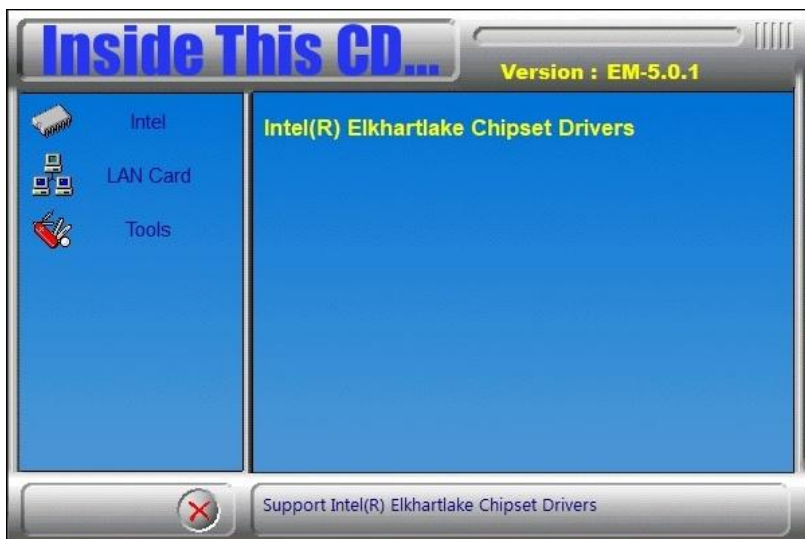 Inside This CD...
Version : EM-5.0.1
Intel
LAN Card
Tools
Intel(R) Elkhartlake Chipset Drivers
Support Intel(R) Elkhartlake Chipset Drivers